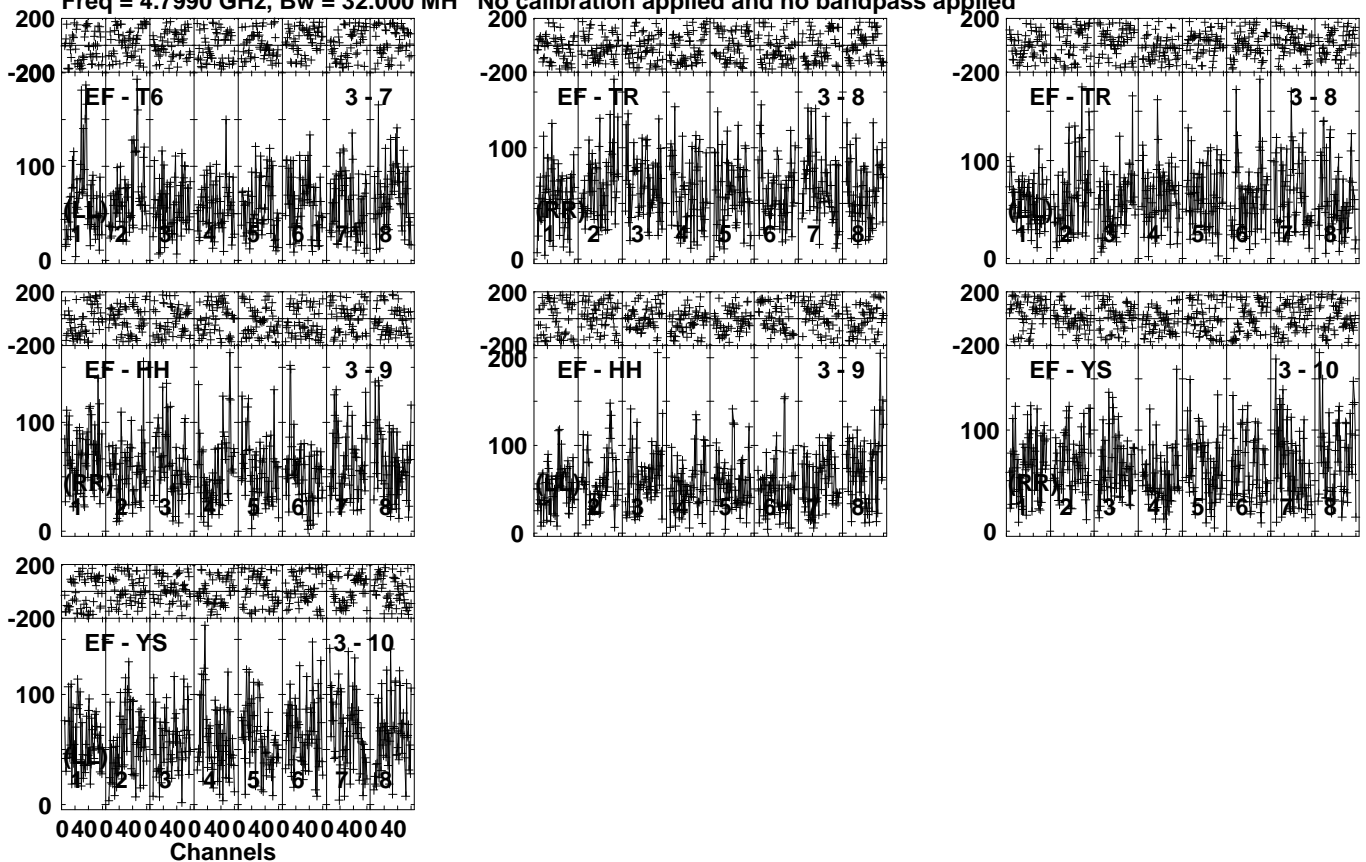 Freq = 4.7990 GHz, Bw = 32.000 MH No calibration applied and no bandpass applied
200
-200
EF - T6 3 - 7
100
0
(LL)
1 2 3 4 5 6 7 8
200
-200
EF - TR 3 - 8
100
0
(RR)
1 2 3 4 5 6 7 8
200
-200
EF - TR 3 - 8
100
0
(LL)
1 2 3 4 5 6 7 8
200
-200
EF - HH 3 - 9
100
0
(RR)
1 2 3 4 5 6 7 8
200
-200
200
EF - HH 3 - 9
100
0
(LL)
1 2 3 4 5 6 7 8
200
-200
EF - YS 3 - 10
100
0
(RR)
1 2 3 4 5 6 7 8
200
-200
EF - YS 3 - 10
100
0
(LL)
1 2 3 4 5 6 7 8
0 40 0 40 0 40 0 40 0 40 0 40 0 40 0 40
Channels